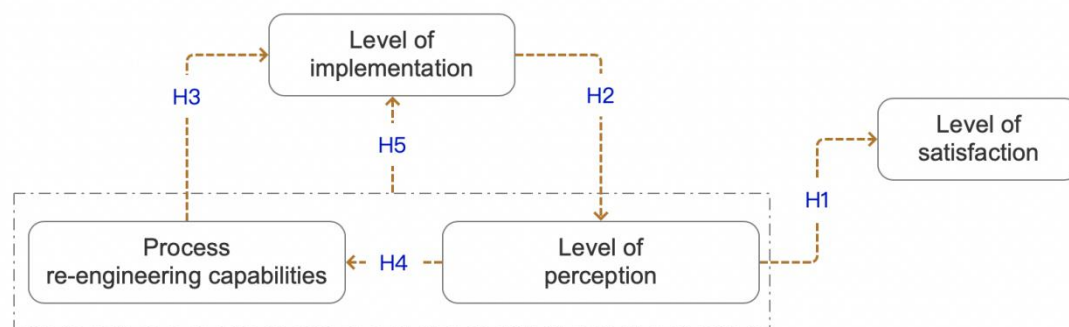 Level of
implementation
H3
H2
H5
Level of
satisfaction
H1
Process
re-engineering capabilities
H4
Level of
perception